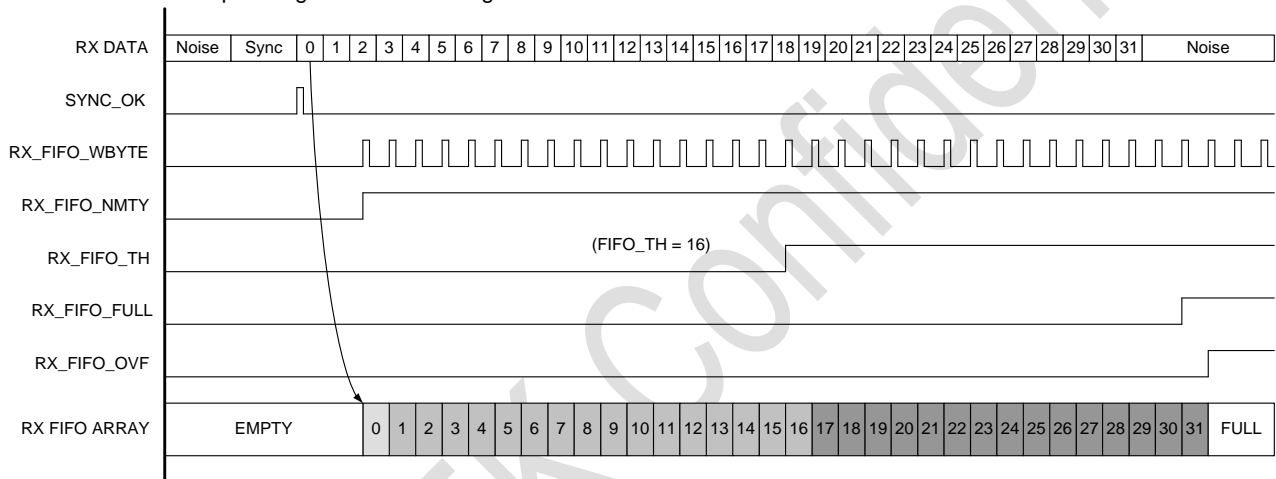 RX DATA Noise Sync 0 1 2 3 4 5 6 7 8 9 10 11 12 13 14 15 16 17 18 19 20 21 22 23 24 25 26 27 28 29 30 31 Noise
SYNC_OK
RX_FIFO_WBYTE
RX_FIFO_NMTY
(FIFO_TH = 16)
RX_FIFO_TH
RX_FIFO_FULL
RX_FIFO_OVF
RX FIFO ARRAY EMPTY 0 1 2 3 4 5 6 7 8 9 10 11 12 13 14 15 16 17 18 19 20 21 22 23 24 25 26 27 28 29 30 31 FULL